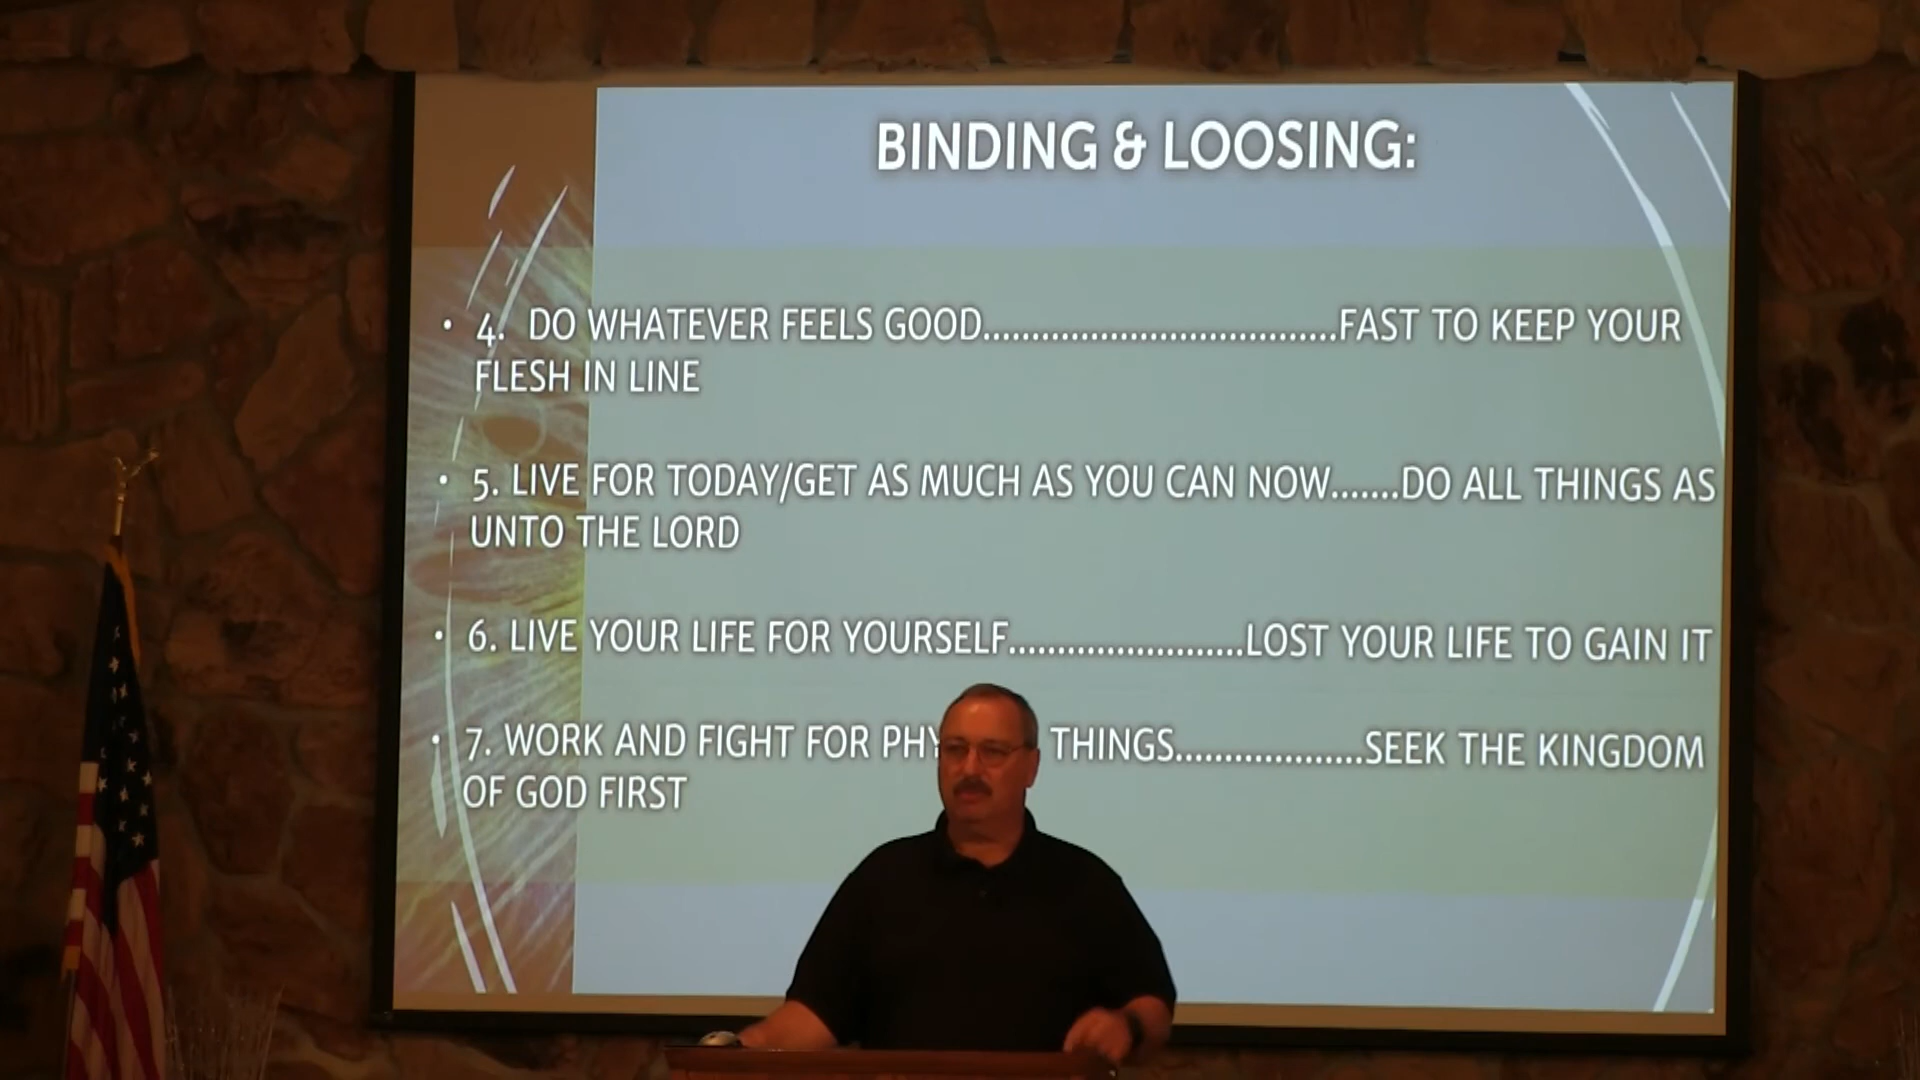 BINDING & LOOSING:
• 4. DO WHATEVER FEELS GOOD....................................FAST TO KEEP YOUR
FLESH IN LINE
• 5. LIVE FOR TODAY/GET AS MUCH AS YOU CAN NOW.......DO ALL THINGS AS
UNTO THE LORD
• 6. LIVE YOUR LIFE FOR YOURSELF........................LOST YOUR LIFE TO GAIN IT
• 7. WORK AND FIGHT FOR THINGS...................SEEK THE KINGDOM
OF GOD FIRST